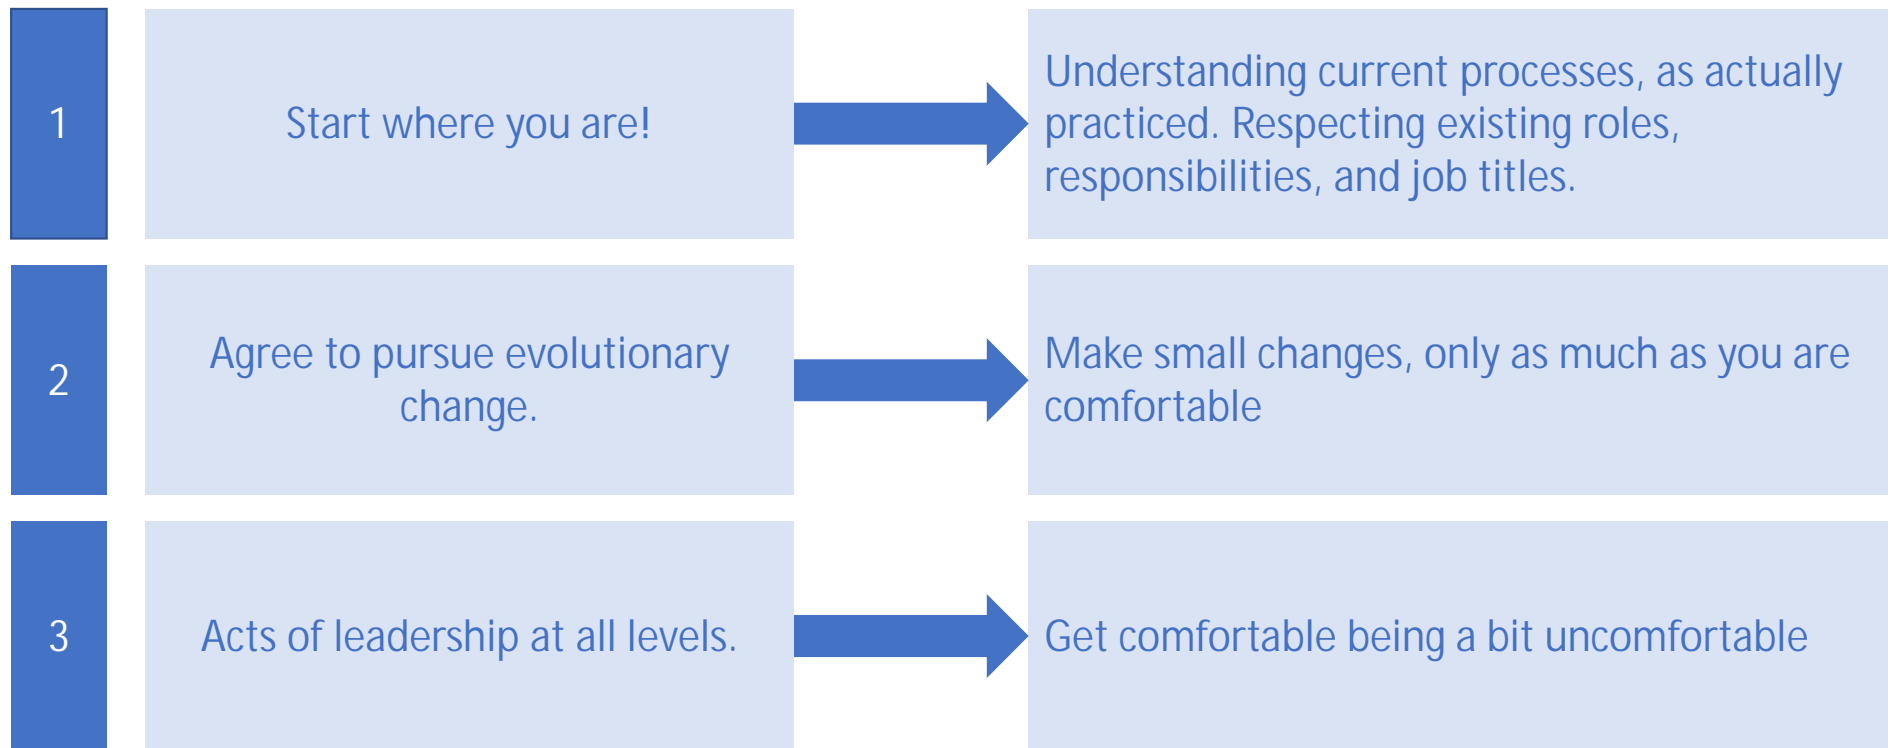 1
Start where you are!
Understanding current processes, as actually
practiced. Respecting existing roles,
responsibilities, and job titles.
2
Agree to pursue evolutionary
change.
Make small changes, only as much as you are
comfortable
3
Acts of leadership at all levels.
Get comfortable being a bit uncomfortable